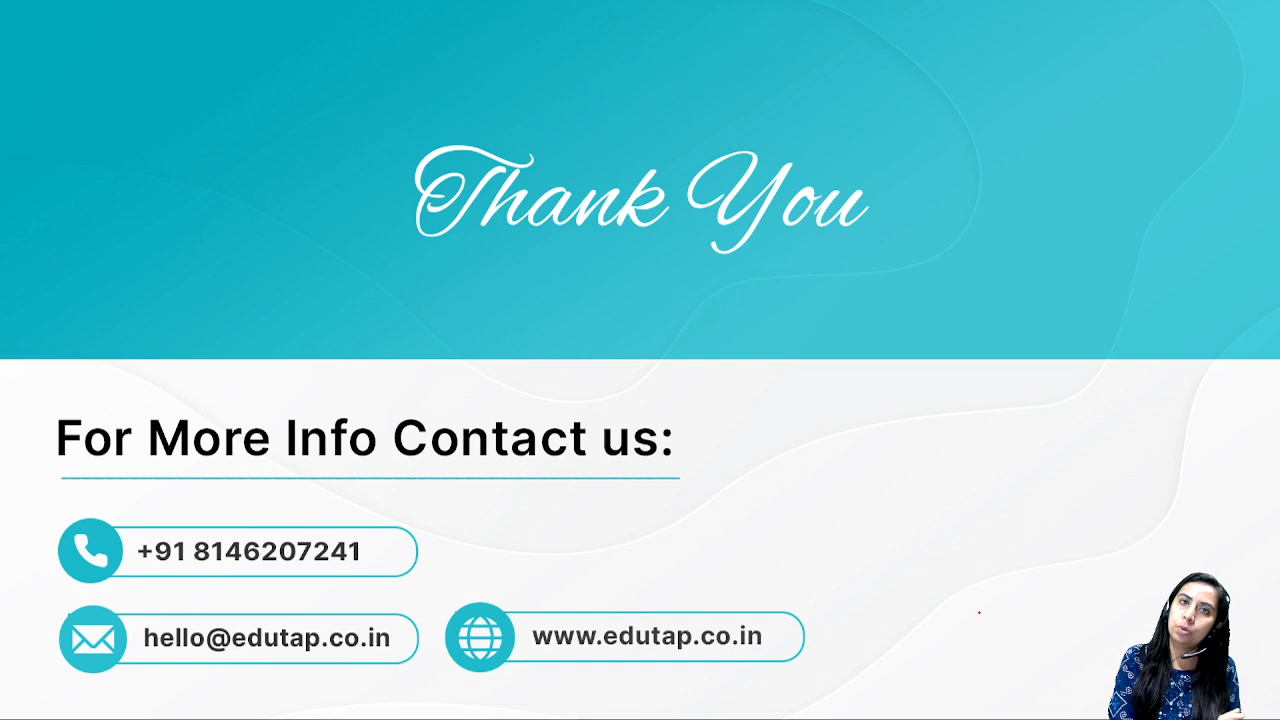 Thank You
For More Info Contact us:
+91 8146207241
hello@edutap.co.in
www.edutap.co.in